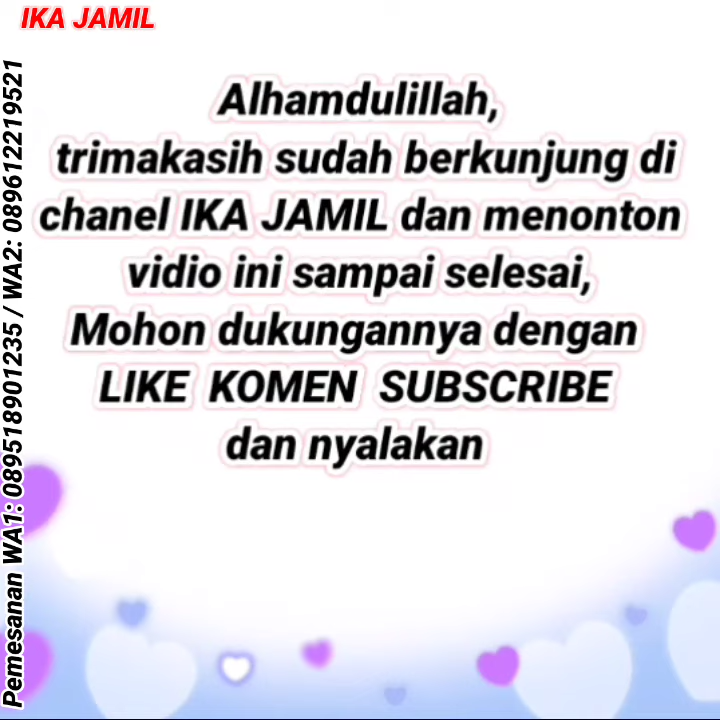 IKA JAMIL
Alhamdulillah,
trimakasih sudah berkunjung di
chanel IKA JAMIL dan menonton
vidio ini sampai selesai,
Mohon dukungannya dengan
LIKE KOMEN SUBSCRIBE
dan nyalakan
Pemesanan WA1: 089518901235 / WA2: 089612219521